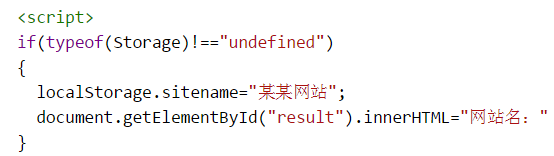 <script>
if(typeof(Storage)!=="undefined")
{
  localStorage.sitename="某某网站";
  document.getElementById("result").innerHTML="网站名："
}